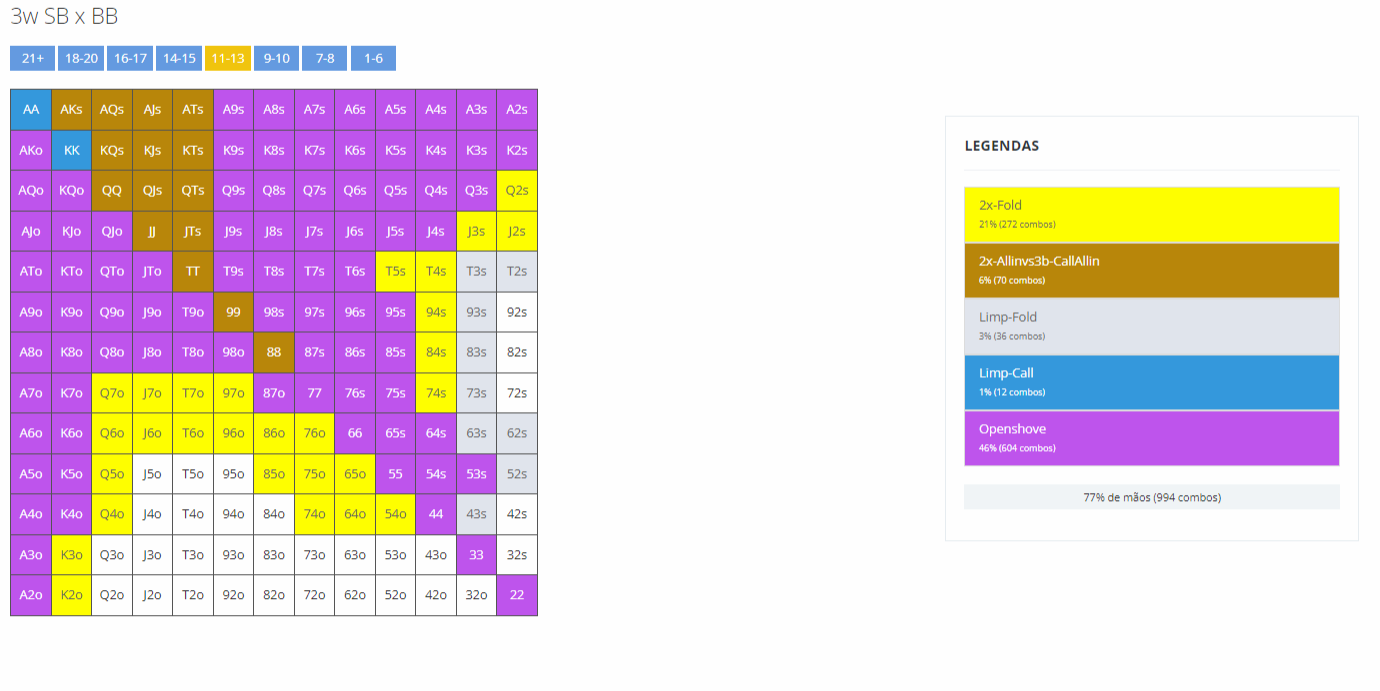 3w SB x BB
21+ 18-20 16-17 14-15 11-13 9-10 7-8 1-6
AA AKs AQs AJs ATs A9s A8s A7s A6s A5s A4s A3s A2s
AKo KK KQs KJs KTs K9s K8s K7s K6s K5s K4s K3s K2s
AQo KQo QQ QJs QTs Q9s Q8s Q7s Q6s Q5s Q4s Q3s Q2s
AJo KJo QJo JJ JTs J9s J8s J7s J6s J5s J4s J3s J2s
ATo KTo QTo JTo TT T9s T8s T7s T6s T5s T4s T3s T2s
A9o K9o Q9o J9o T9o 99 98s 97s 96s 95s 94s 93s 92s
A8o K8o Q8o J8o T8o 98o 88 87s 86s 85s 84s 83s 82s
A7o K7o Q7o J7o T7o 97o 87o 77 76s 75s 74s 73s 72s
A6o K6o Q6o J6o T6o 96o 86o 76o 66 65s 64s 63s 62s
A5o K5o Q5o J5o T5o 95o 85o 75o 65o 55 54s 53s 52s
A4o K4o Q4o J4o T4o 94o 84o 74o 64o 54o 44 43s 42s
A3o K3o Q3o J3o T3o 93o 83o 73o 63o 53o 43o 33 32s
A2o K2o Q2o J2o T2o 92o 82o 72o 62o 52o 42o 32o 22
LEGENDAS
2x-Fold
21% (272 combos)
2x-Allinvs3b-CallAllin
6% (70 combos)
Limp-Fold
3% (36 combos)
Limp-Call
1% (12 combos)
Openshove
46% (604 combos)
77% de mãos (994 combos)